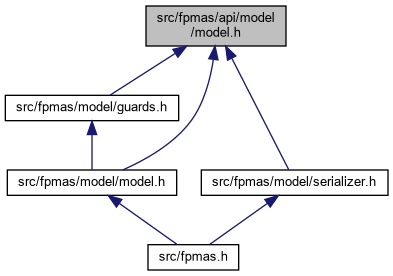 src/fpmas/api/model
/model.h
src/fpmas/model/guards.h
src/fpmas/model/model.h
src/fpmas/model/serializer.h
src/fpmas.h